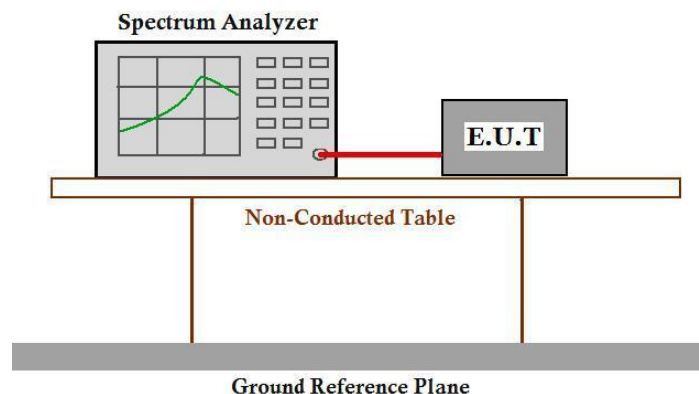 Spectrum Analyzer
E.U.T
Non-Conducted Table
Ground Reference Plane